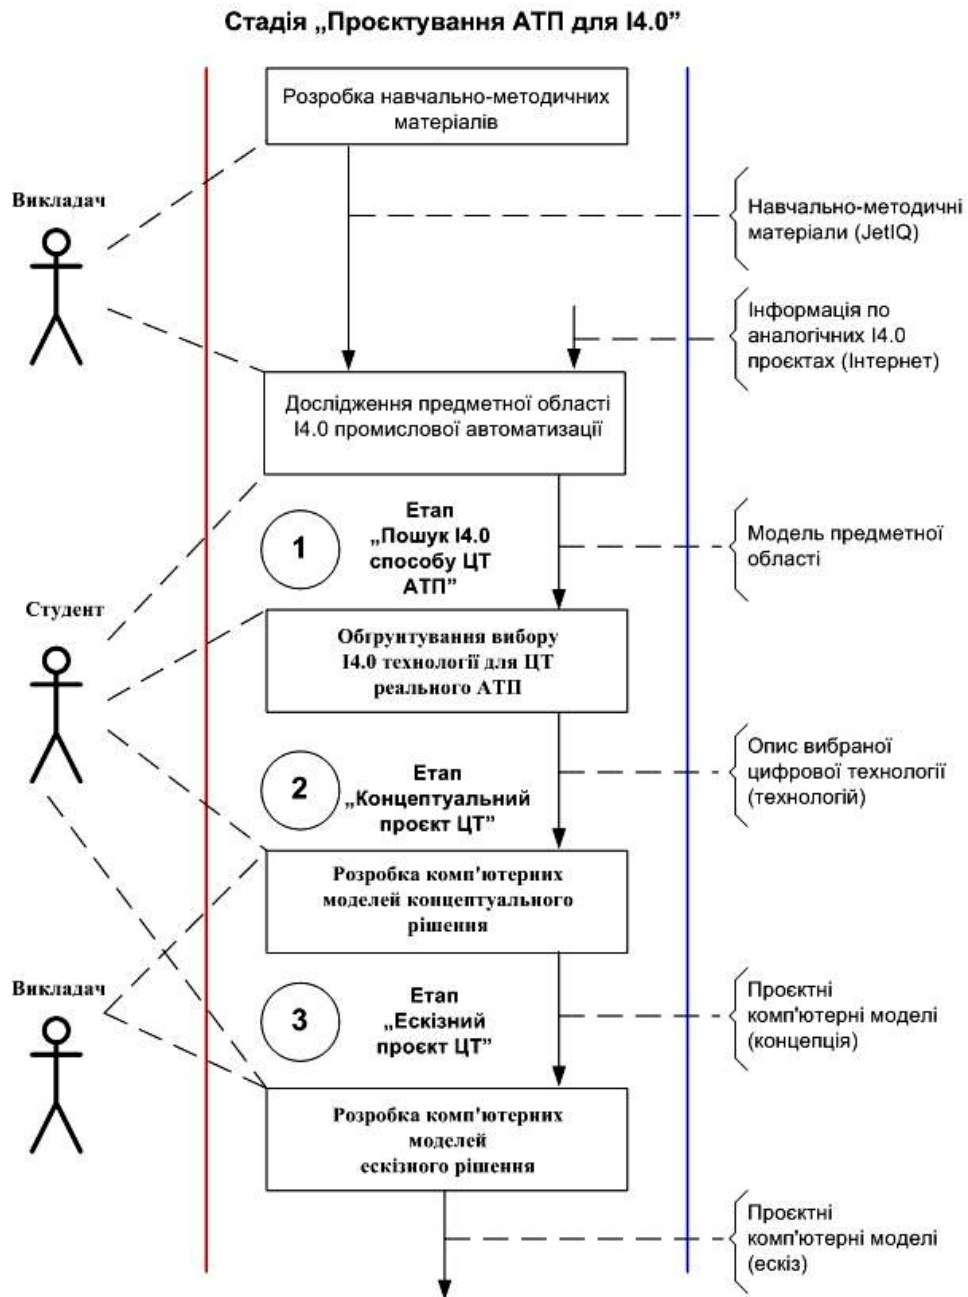 Стадія „Проєктування АТП для І4.0”
Розробка навчально-методичних
матеріалів
Викладач
Навчально-методичні
матеріали (JetIQ)
Інформація по
аналогічних І4.0
проєктах (Інтернет)
Дослідження предметної області
І4.0 промислової автоматизації
1
Етап
„Пошук І4.0
способу ЦТ
АТП”
Модель предметної
області
Студент
Обґрунтування вибору
І4.0 технології для ЦТ
реального АТП
2
Етап
„Концептуальний
проєкт ЦТ”
Опис вибраної
цифрової технології
(технологій)
Розробка комп'ютерних
моделей концептуального
рішення
Викладач
3
Етап
„Ескізний
проєкт ЦТ”
Проєктні
комп'ютерні моделі
(концепція)
Розробка комп'ютерних
моделей
ескізного рішення
Проєктні
комп'ютерні моделі
(ескіз)